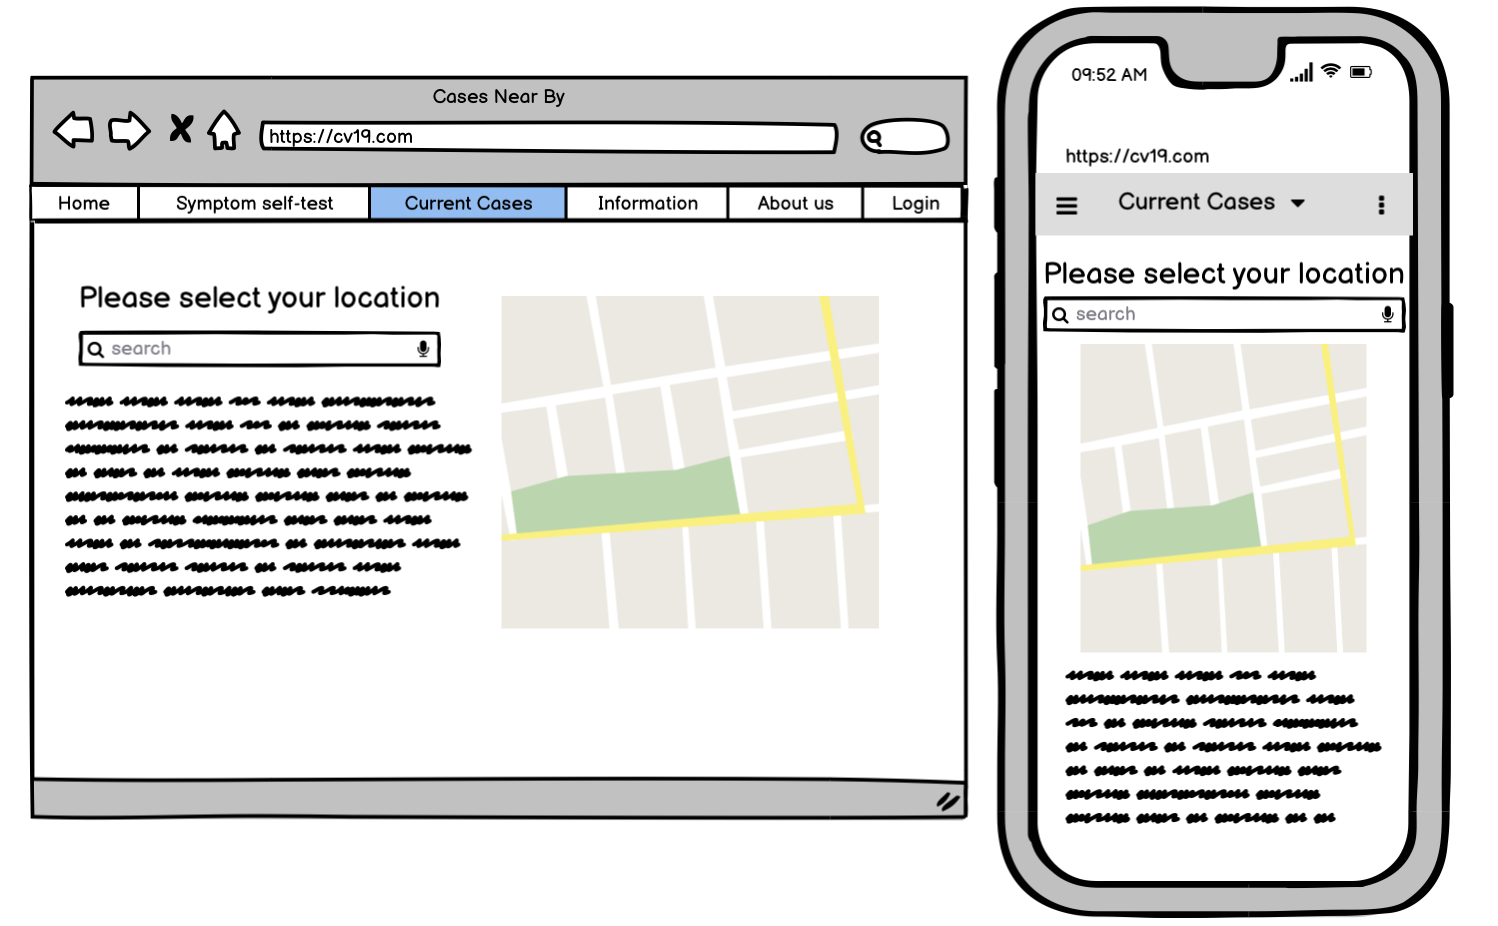 Cases Near By
https://cv19.com
Home Symptom self-test Current Cases Information About us Login
Please select your location
search
09:52 AM
https://cv19.com
Current Cases
Please select your location
search